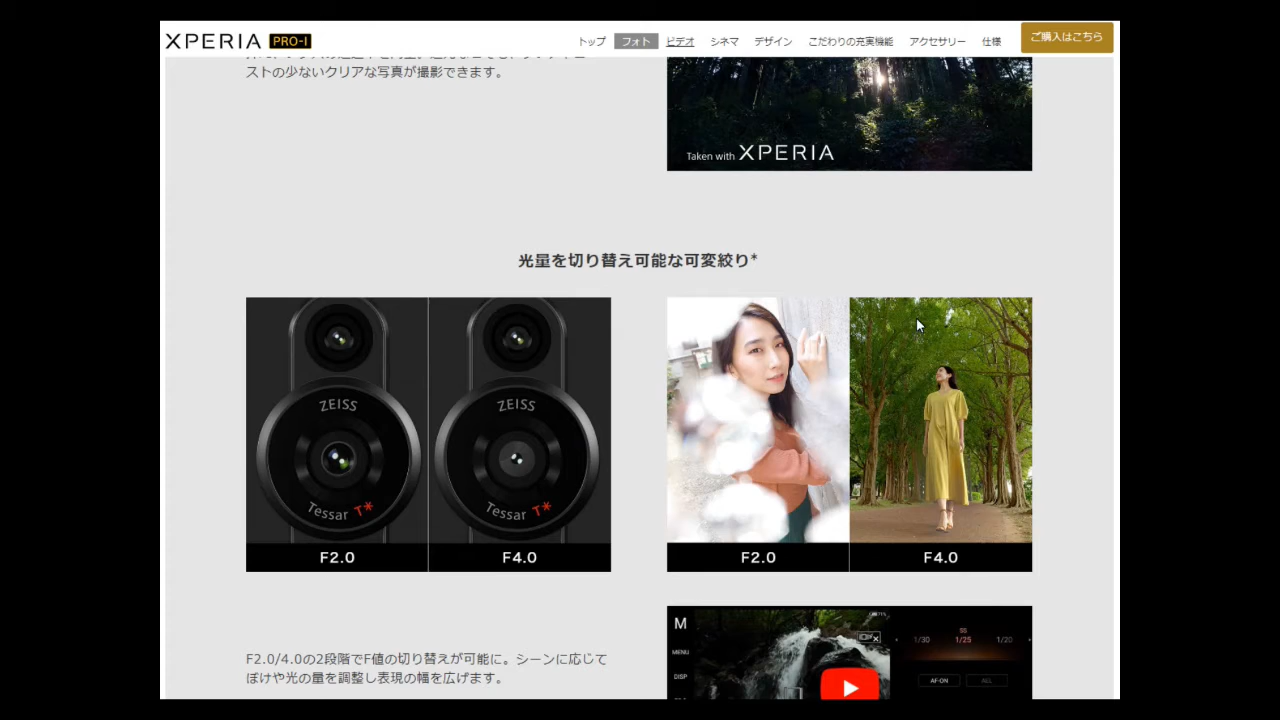 XPERIA PRO-I
トップ フォト ビデオ シネマ デザイン こだわりの充実機能 アクセサリー 仕様 ご購入はこちら
ストの少ないクリアな写真が撮影できます。
Taken with XPERIA
光量を切り替え可能な可変絞り*
ZEISS ZEISS
Tessar T* Tessar T*
F2.0 F4.0 F2.0 F4.0
M
MENU
DISP
SS
1/30 1/25 1/20
AF-ON AEL
F2.0/4.0の2段階でF値の切り替えが可能に。シーンに応じて
ぼけや光の量を調整し表現の幅を広げます。